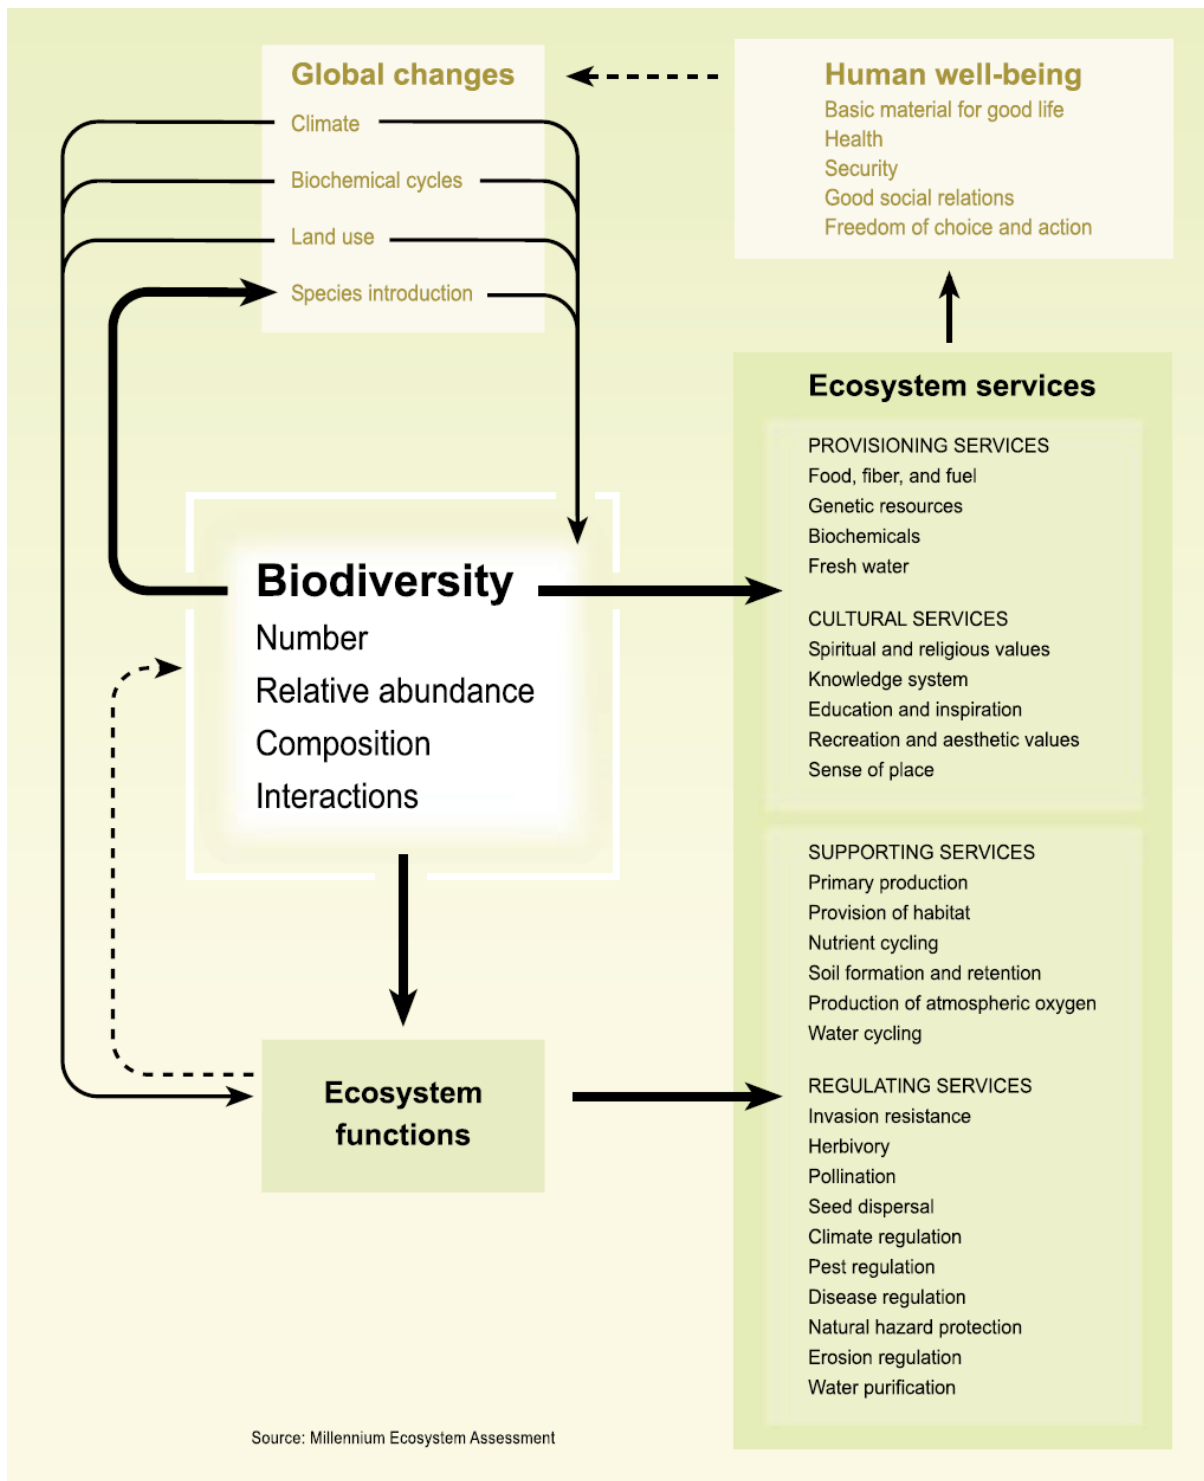 Global changes
Climate
Biochemical cycles
Land use
Species introduction
Human well-being
Basic material for good life
Health
Security
Good social relations
Freedom of choice and action
Biodiversity
Number
Relative abundance
Composition
Interactions
Ecosystem
functions
Ecosystem services
PROVISIONING SERVICES
Food, fiber, and fuel
Genetic resources
Biochemicals
Fresh water
CULTURAL SERVICES
Spiritual and religious values
Knowledge system
Education and inspiration
Recreation and aesthetic values
Sense of place
SUPPORTING SERVICES
Primary production
Provision of habitat
Nutrient cycling
Soil formation and retention
Production of atmospheric oxygen
Water cycling
REGULATING SERVICES
Invasion resistance
Herbivory
Pollination
Seed dispersal
Climate regulation
Pest regulation
Disease regulation
Natural hazard protection
Erosion regulation
Water purification
Source: Millennium Ecosystem Assessment